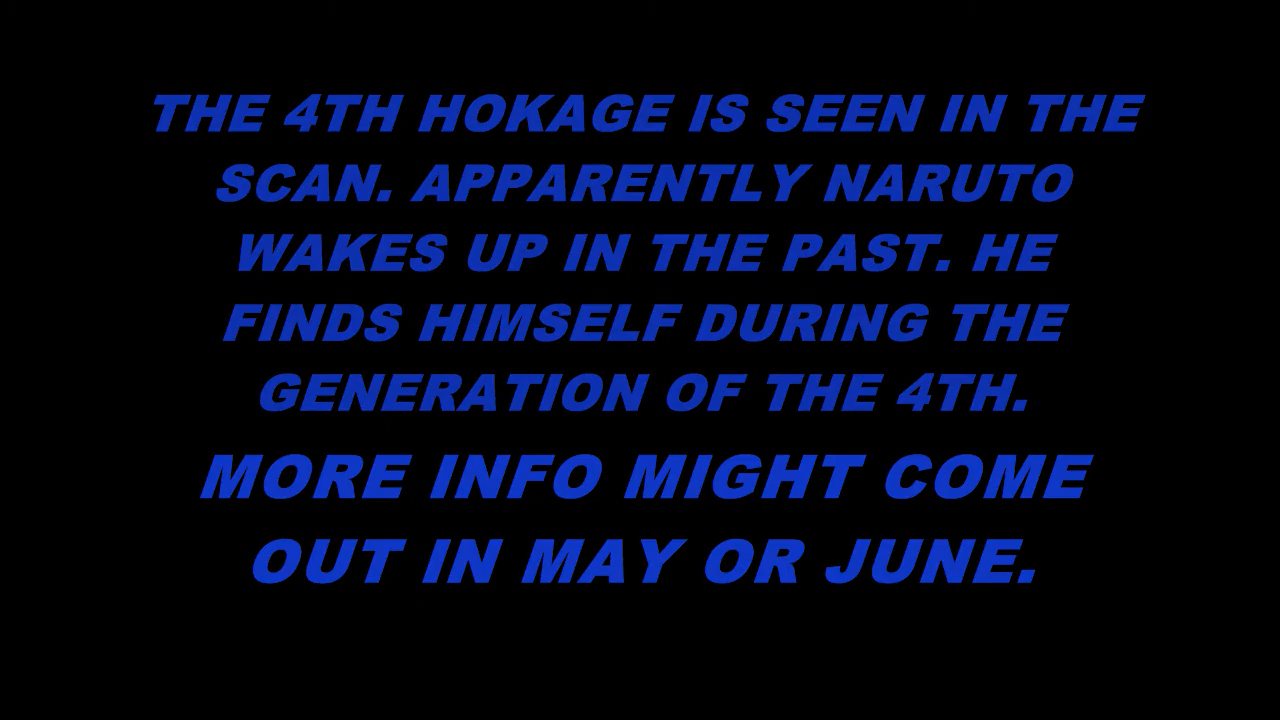 THE 4TH HOKAGE IS SEEN IN THE
SCAN. APPARENTLY NARUTO
WAKES UP IN THE PAST. HE
FINDS HIMSELF DURING THE
GENERATION OF THE 4TH.
MORE INFO MIGHT COME
OUT IN MAY OR JUNE.